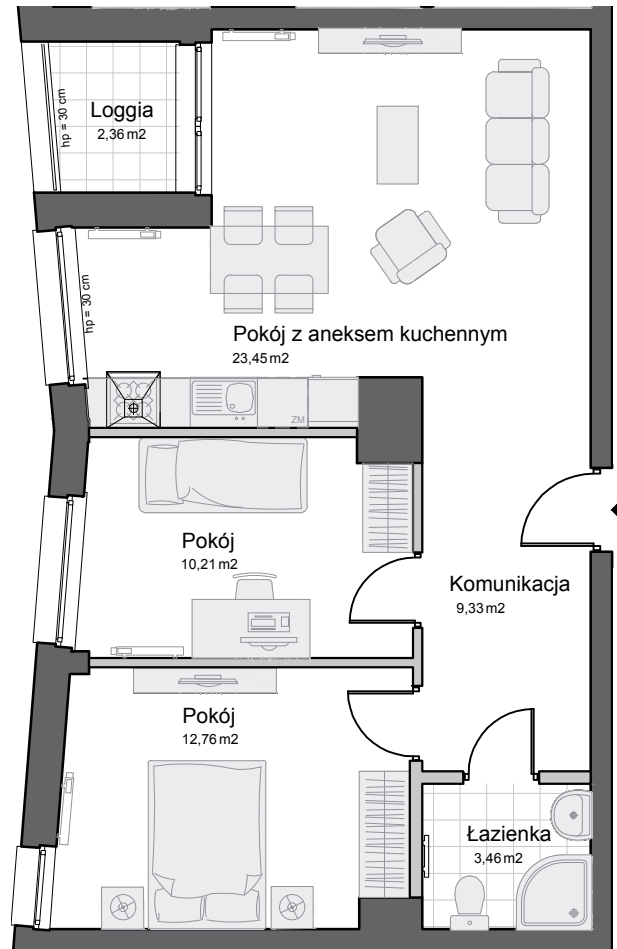 Loggia
2,36 m2
hp = 30 cm
hp = 30 cm
Pokój z aneksem kuchennym
23,45 m2
ZM
Pokój
10,21 m2
Komunikacja
9,33 m2
Pokój
12,76 m2
Łazienka
3,46 m2